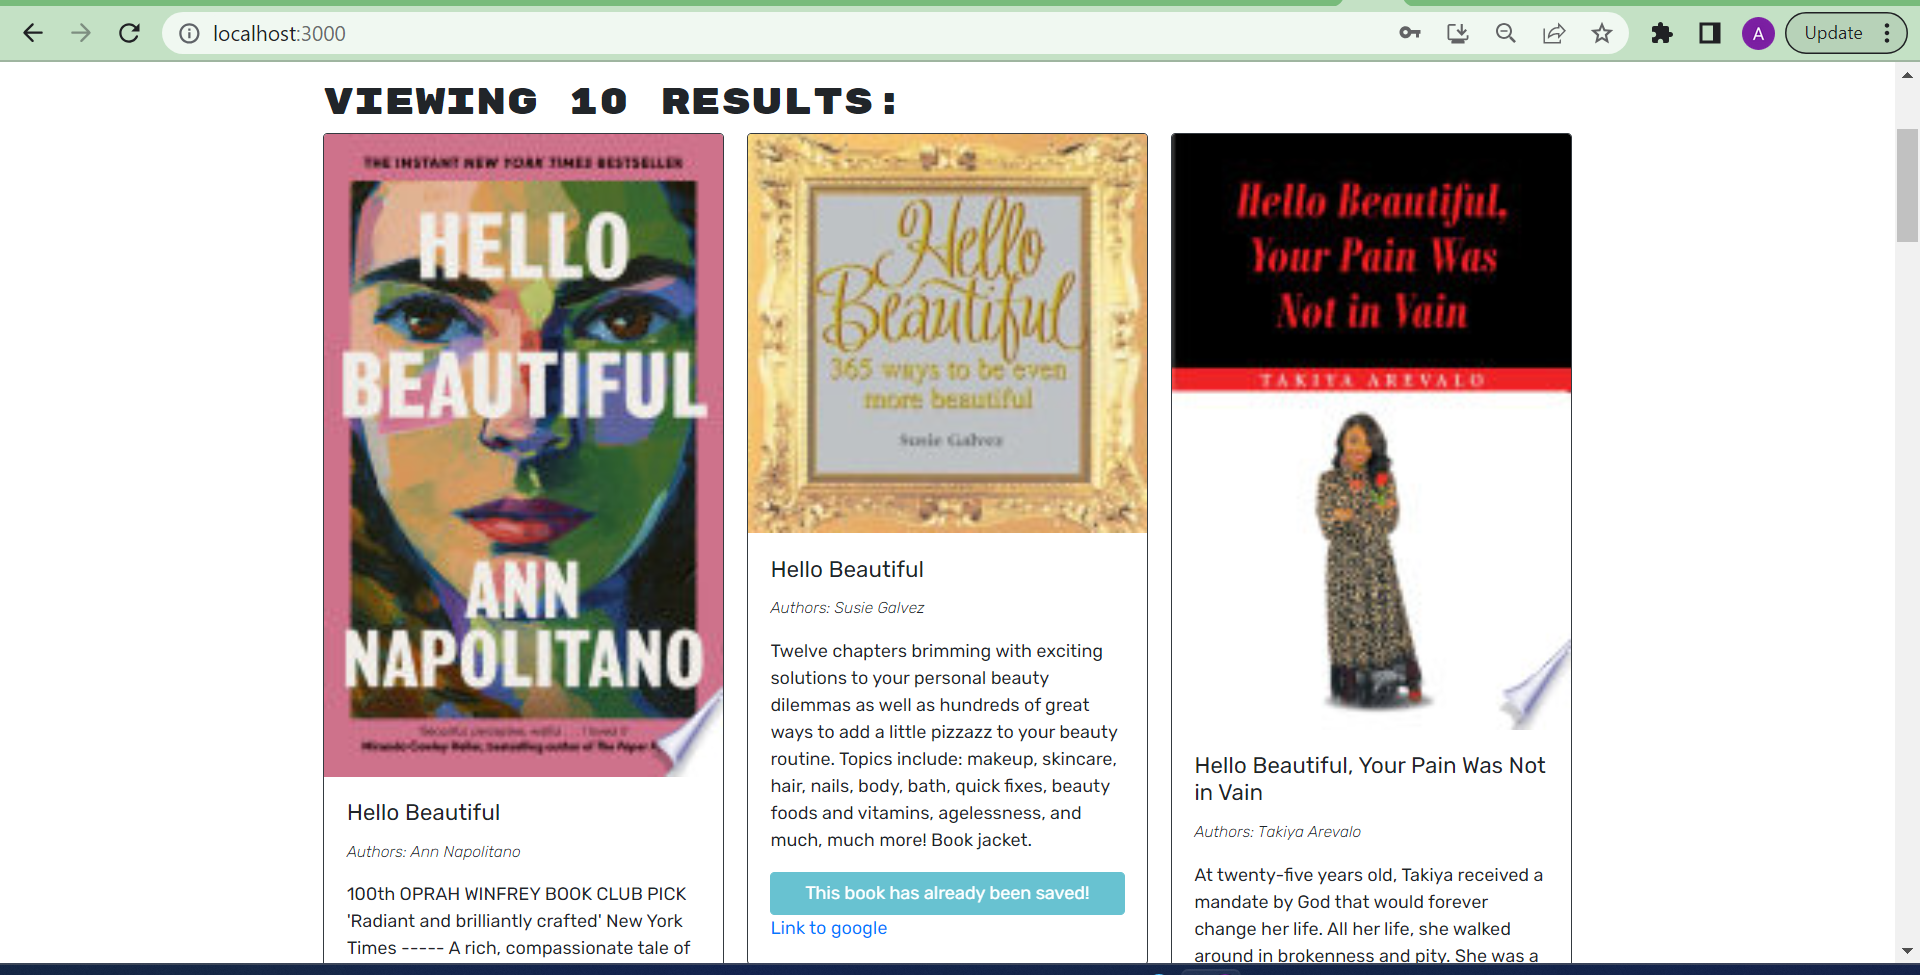 localhost:3000
A
Update
VIEWING 10 RESULTS:
THE INSTANT NEW YORK TIMES BESTSELLER
HELLO
BEAUTIFUL
ANN
NAPOLITANO
Hello Beautiful
Authors: Ann Napolitano
100th OPRAH WINFREY BOOK CLUB PICK
'Radiant and brilliantly crafted' New York
Times ----- A rich, compassionate tale of
Hello
Beautiful
365 ways to be even
more beautiful
Susie Galvez
Hello Beautiful
Authors: Susie Galvez
Twelve chapters brimming with exciting
solutions to your personal beauty
dilemmas as well as hundreds of great
ways to add a little pizzazz to your beauty
routine. Topics include: makeup, skincare,
hair, nails, body, bath, quick fixes, beauty
foods and vitamins, agelessness, and
much, much more! Book jacket.
This book has already been saved!
Link to google
Hello Beautiful,
Your Pain Was
Not in Vain
TAKIYA AREVALO
Hello Beautiful, Your Pain Was Not
in Vain
Authors: Takiya Arevalo
At twenty-five years old, Takiya received a
mandate by God that would forever
change her life. All her life, she walked
around in brokenness and pity. She was a